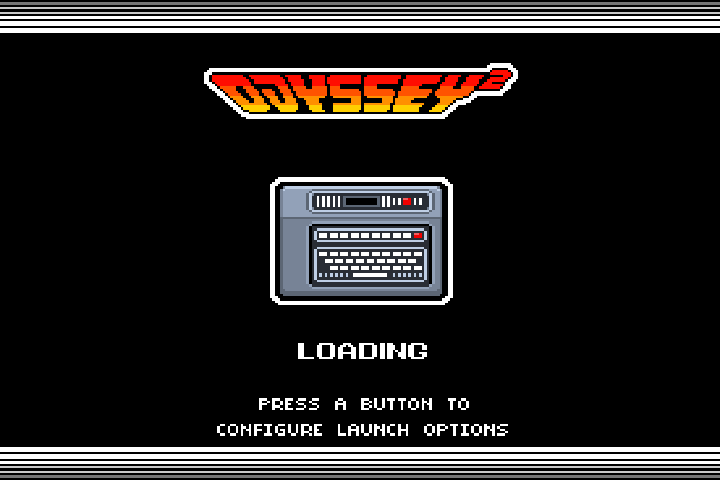 ODYSSEY²
LOADING
PRESS A BUTTON TO
CONFIGURE LAUNCH OPTIONS